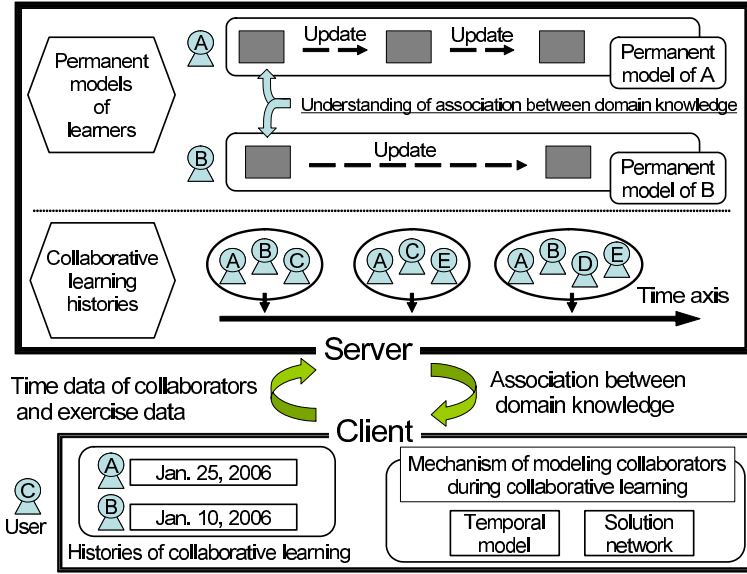 Permanent
models
of
learners
A
Update
Update
Permanent
model of A
Understanding of association between domain knowledge
B
Update
Permanent
model of B
Collaborative
learning
histories
A
B
C
A
C
E
A
B
D
E
Time axis
Server
Time data of collaborators
and exercise data
Association between
domain knowledge
Client
C
User
A
Jan. 25, 2006
B
Jan. 10, 2006
Histories of collaborative learning
Mechanism of modeling collaborators
during collaborative learning
Temporal
model
Solution
network